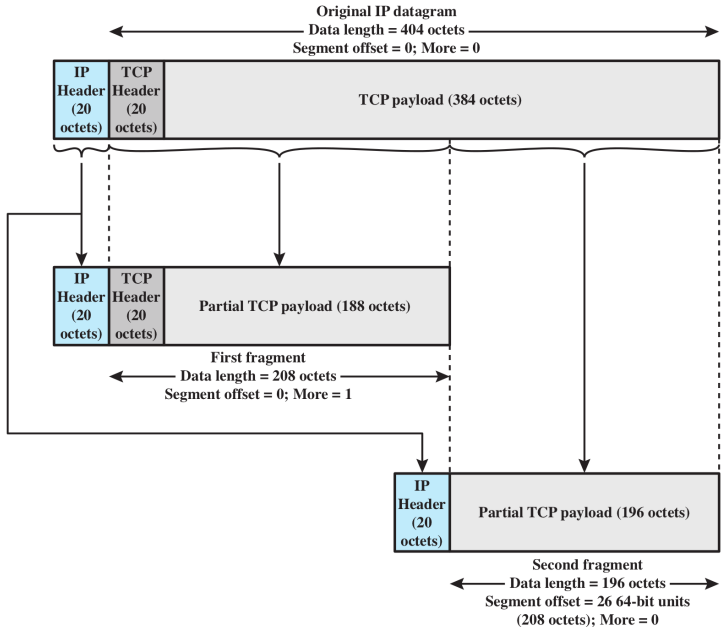 Original IP datagram
Data length = 404 octets
Segment offset = 0; More = 0
IP
Header
(20
octets)
TCP
Header
(20
octets)
TCP payload (384 octets)
IP
Header
(20
octets)
TCP
Header
(20
octets)
Partial TCP payload (188 octets)
First fragment
Data length = 208 octets
Segment offset = 0; More = 1
IP
Header
(20
octets)
Partial TCP payload (196 octets)
Second fragment
Data length = 196 octets
Segment offset = 26 64-bit units
(208 octets); More = 0